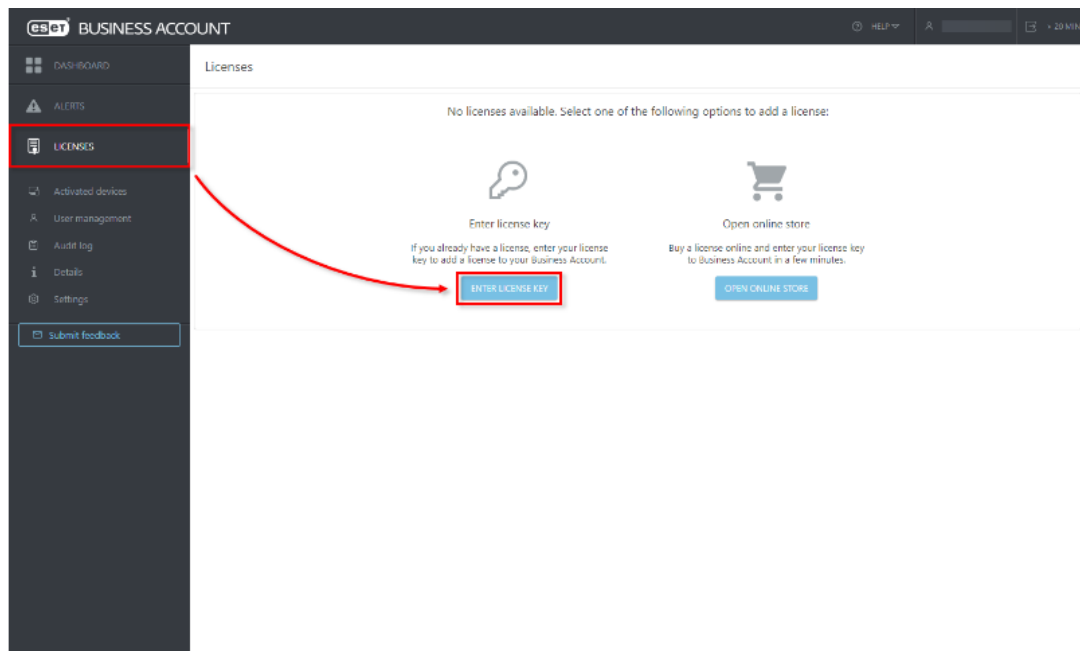 eset BUSINESS ACCOUNT
HELP
> 20 MIN
DASHBOARD
ALERTS
LICENSES
Activated devices
User management
Audit log
Details
Settings
Submit feedback
Licenses
No licenses available. Select one of the following options to add a license:
Enter license key
If you already have a license, enter your license
key to add a license to your Business Account.
ENTER LICENSE KEY
Open online store
Buy a license online and enter your license key
to Business Account in a few minutes.
OPEN ONLINE STORE